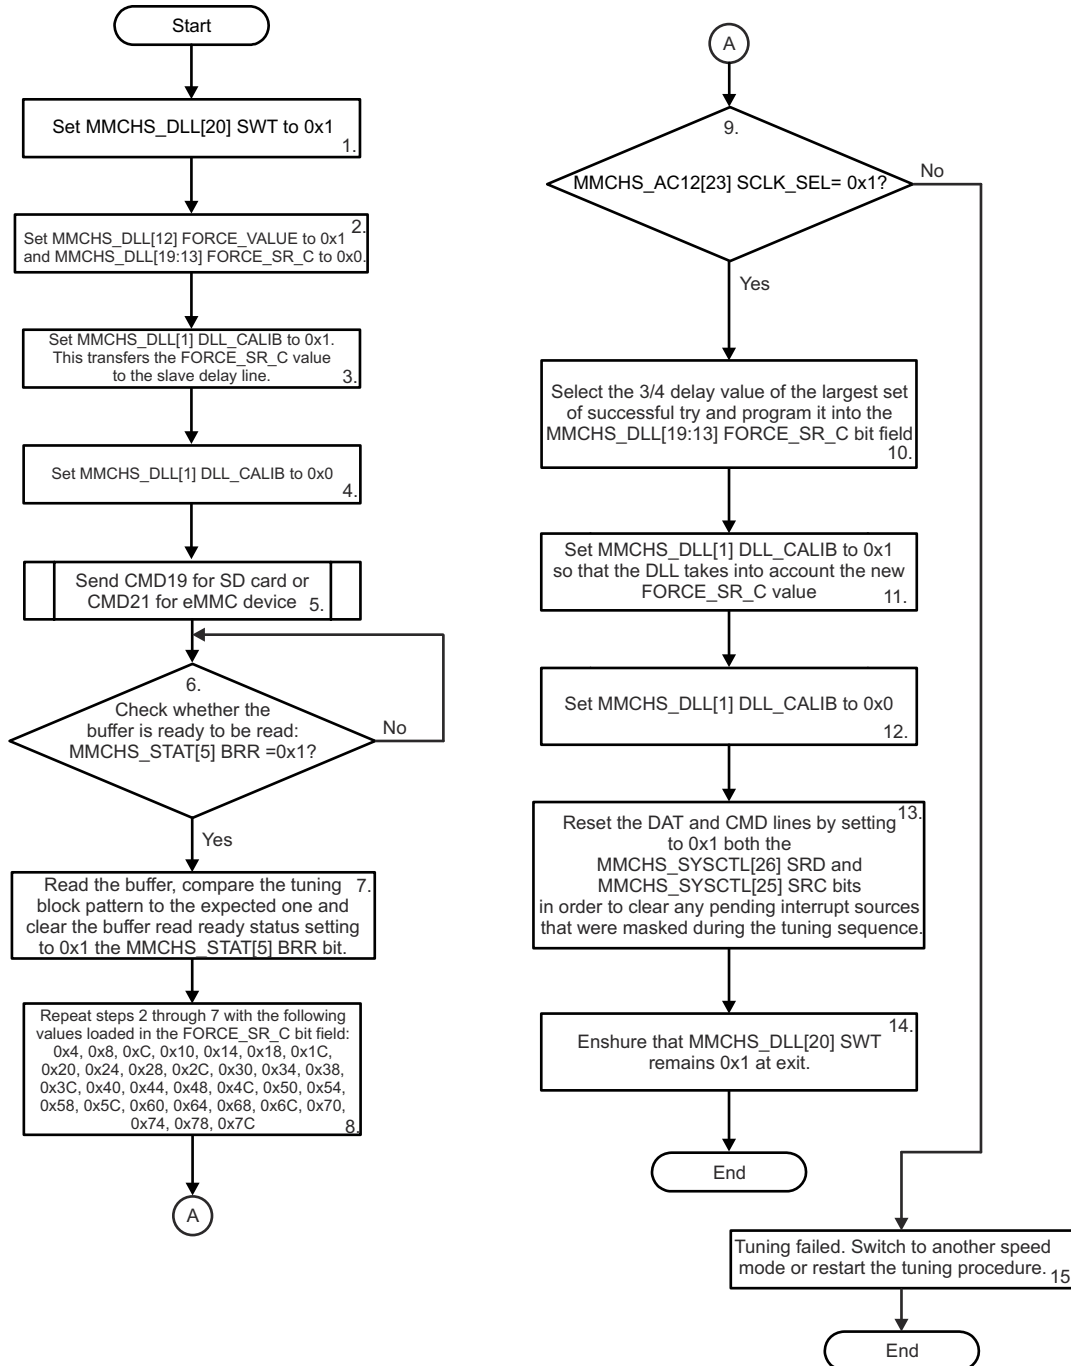 Start
Set MMCHS_DLL[20] SWT to 0x1
1.
2.
Set MMCHS_DLL[12] FORCE_VALUE to 0x1
and MMCHS_DLL[19:13] FORCE_SR_C to 0x0.
Set MMCHS_DLL[1] DLL_CALIB to 0x1.
This transfers the FORCE_SR_C value
to the slave delay line.
3.
Set MMCHS_DLL[1] DLL_CALIB to 0x0
4.
Send CMD19 for SD card or
CMD21 for eMMC device
5.
6.
Check whether the
buffer is ready to be read:
MMCHS_STAT[5] BRR =0x1?
No
Yes
Read the buffer, compare the tuning
7.
block pattern to the expected one and
clear the buffer read ready status setting
to 0x1 the MMCHS_STAT[5] BRR bit.
Repeat steps 2 through 7 with the following
values loaded in the FORCE_SR_C bit field:
0x4, 0x8, 0xC, 0x10, 0x14, 0x18, 0x1C,
0x20, 0x24, 0x28, 0x2C, 0x30, 0x34, 0x38,
0x3C, 0x40, 0x44, 0x48, 0x4C, 0x50, 0x54,
0x58, 0x5C, 0x60, 0x64, 0x68, 0x6C, 0x70,
0x74, 0x78, 0x7C
8.
A
A
9.
MMCHS_AC12[23] SCLK_SEL= 0x1?
No
Yes
Select the 3/4 delay value of the largest set
of successful try and program it into the
MMCHS_DLL[19:13] FORCE_SR_C bit field
10.
Set MMCHS_DLL[1] DLL_CALIB to 0x1
so that the DLL takes into account the new
FORCE_SR_C value
11.
Set MMCHS_DLL[1] DLL_CALIB to 0x0
12.
13.
Reset the DAT and CMD lines by setting
to 0x1 both the
MMCHS_SYSCTL[26] SRD and
MMCHS_SYSCTL[25] SRC bits
in order to clear any pending interrupt sources
that were masked during the tuning sequence.
14.
Enshure that MMCHS_DLL[20] SWT
remains 0x1 at exit.
End
Tuning failed. Switch to another speed
mode or restart the tuning procedure.
15
End